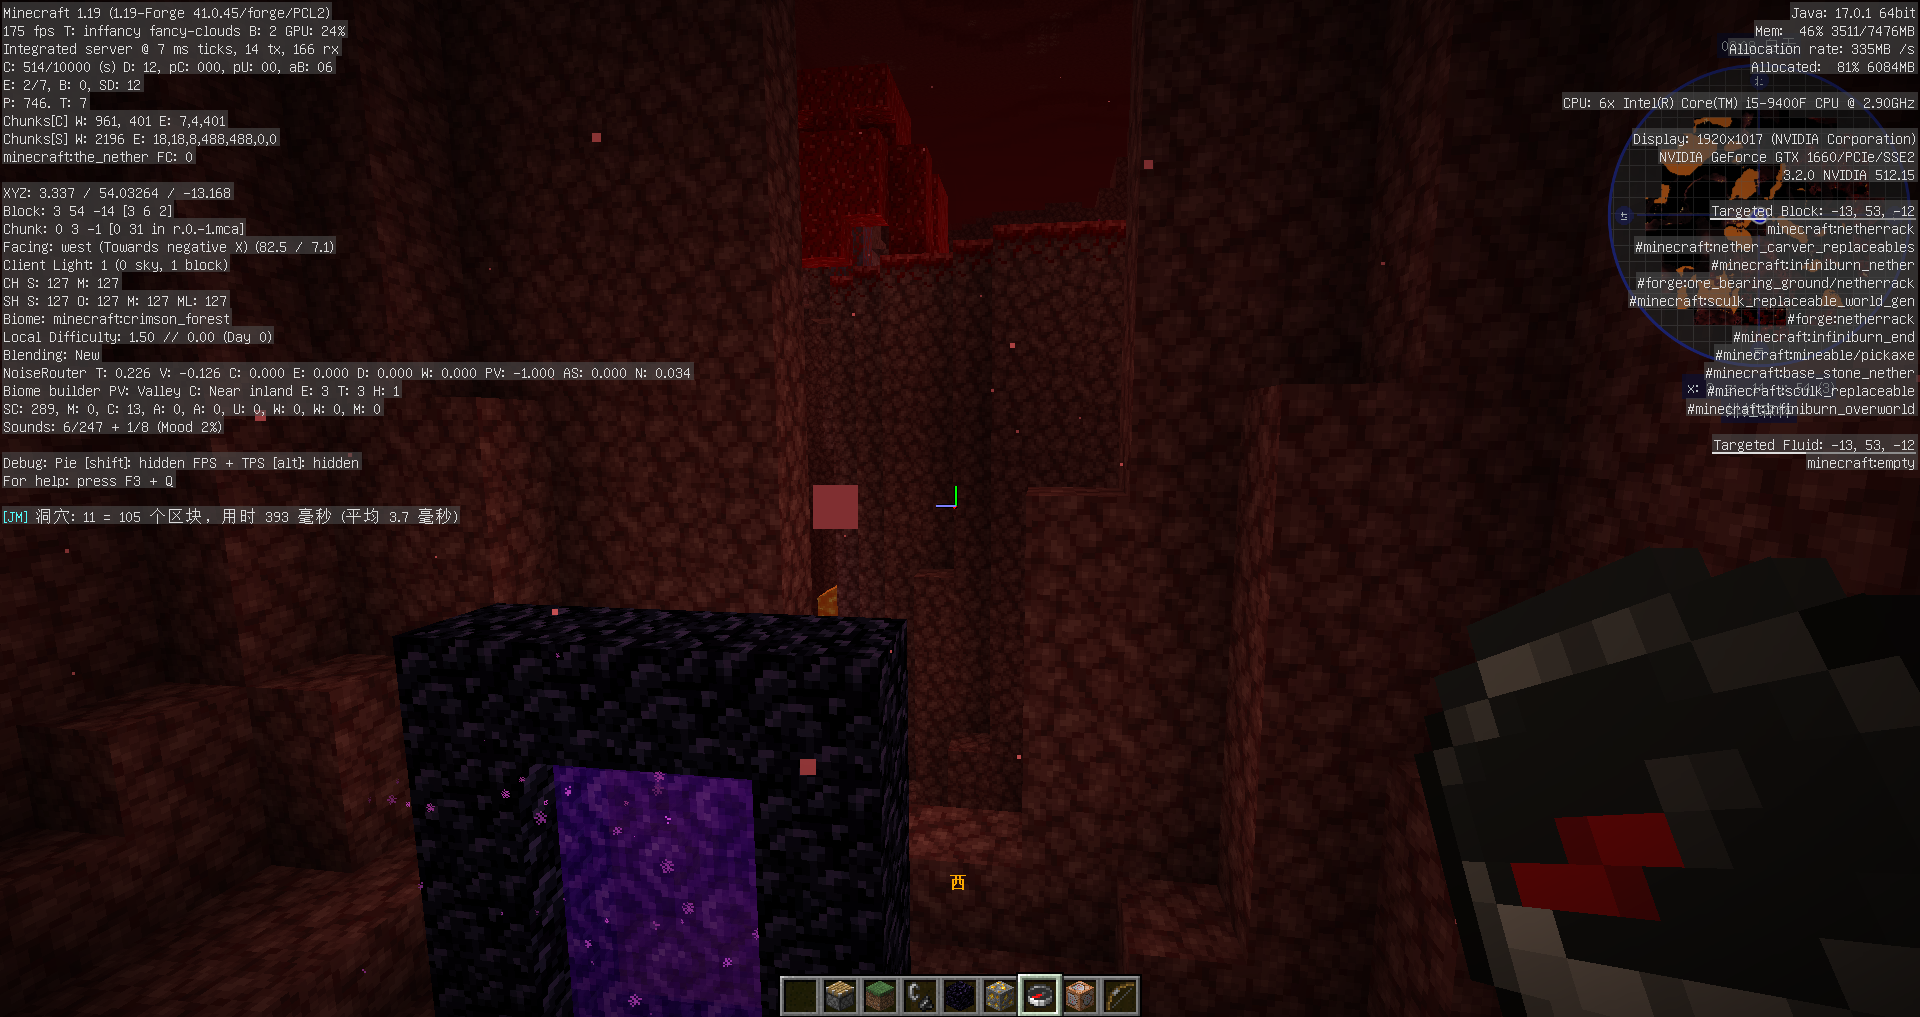 Minecraft 1.19 (1.19-Forge 41.0.45/forge/PCL2)
175 fps T: inffancy fancy-clouds B: 2 GPU: 24%
Integrated server @ 7 ms ticks, 14 tx, 166 rx
C: 514/10000 (s) D: 12, pC: 000, pU: 00, aB: 06
E: 2/7, B: 0, SD: 12
P: 746. T: 7
Chunks[C] W: 961, 401 E: 7,4,401
Chunks[S] W: 2196 E: 18,18,8,488,488,0,0
minecraft:the_nether FC: 0
XYZ: 3.337 / 54.03264 / -13.168
Block: 3 54 -14 [3 6 2]
Chunk: 0 3 -1 [0 31 in r.0.-1.mca]
Facing: west (Towards negative X) (82.5 / 7.1)
Client Light: 1 (0 sky, 1 block)
CH S: 127 M: 127
SH S: 127 O: 127 M: 127 ML: 127
Biome: minecraft:crimson_forest
Local Difficulty: 1.50 // 0.00 (Day 0)
Blending: New
NoiseRouter T: 0.226 V: -0.126 C: 0.000 E: 0.000 D: 0.000 W: 0.000 PV: -1.000 AS: 0.000 N: 0.034
Biome builder PV: Valley C: Near inland E: 3 T: 3 H: 1
SC: 289, M: 0, C: 13, A: 0, A: 0, U: 0, W: 0, W: 0, M: 0
Sounds: 6/247 + 1/8 (Mood 2%)
Debug: Pie [shift]: hidden FPS + TPS [alt]: hidden
For help: press F3 + Q
[JM] 洞穴: 11 = 105 个区块, 用时 393 毫秒 (平均 3.7 毫秒)
Java: 17.0.1 64bit
Mem: 46% 3511/7476MB
Allocation rate: 335MB /s
Allocated: 81% 6084MB
CPU: 6x Intel(R) Core(TM) i5-9400F CPU @ 2.90GHz
Display: 1920x1017 (NVIDIA Corporation)
NVIDIA GeForce GTX 1660/PCIe/SSE2
3.2.0 NVIDIA 512.15
Targeted Block: -13, 53, -12
minecraft:netherrack
#minecraft:nether_carver_replaceables
#minecraft:infiniburn_nether
#forge:ore_bearing_ground/netherrack
#minecraft:sculk_replaceable_world_gen
#forge:netherrack
#minecraft:infiniburn_end
#minecraft:mineable/pickaxe
#minecraft:base_stone_nether
#minecraft:sculk_replaceable
#minecraft:infiniburn_overworld
Targeted Fluid: -13, 53, -12
minecraft:empty
西